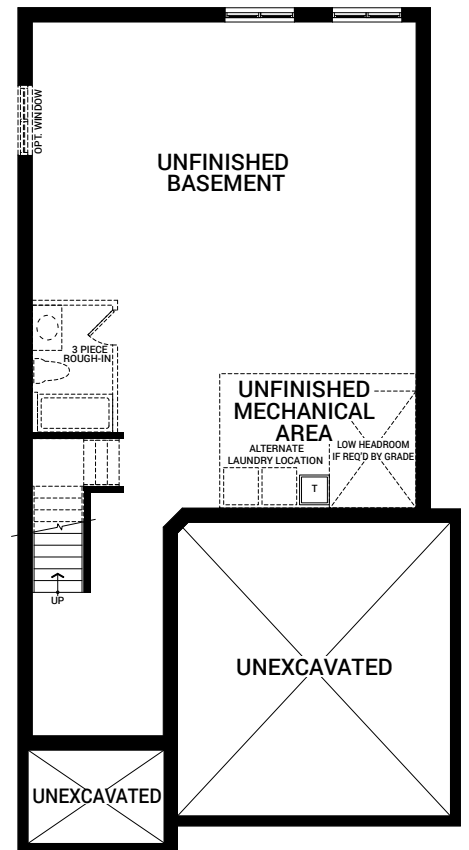 OPT. WINDOW
UNFINISHED
BASEMENT
3 PIECE
ROUGH-IN
UNFINISHED
MECHANICAL
AREA
ALTERNATE
LAUNDRY LOCATION
LOW HEADROOM
IF REQ'D BY GRADE
T
UP
UNEXCAVATED
UNEXCAVATED